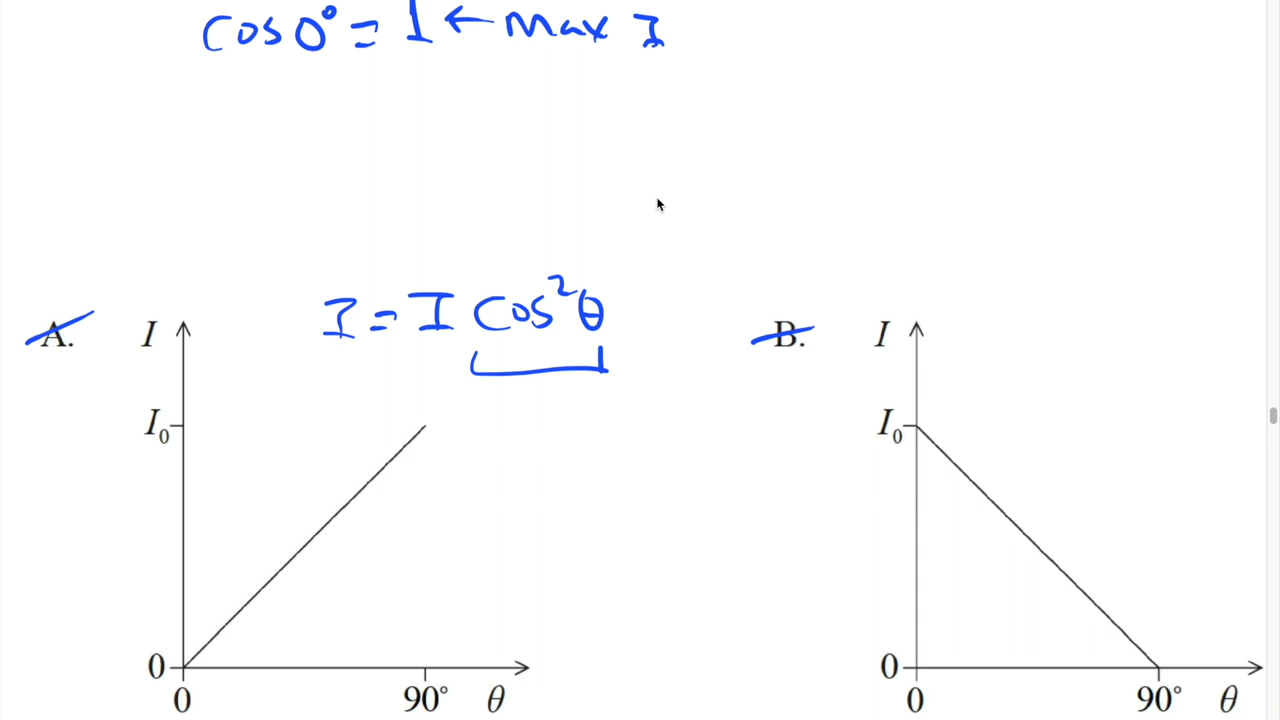 cos 0° = 1 ← max I
I = I cos²θ
A. I
B. I
I₀
I₀
0
0
0 90° θ
0 90° θ